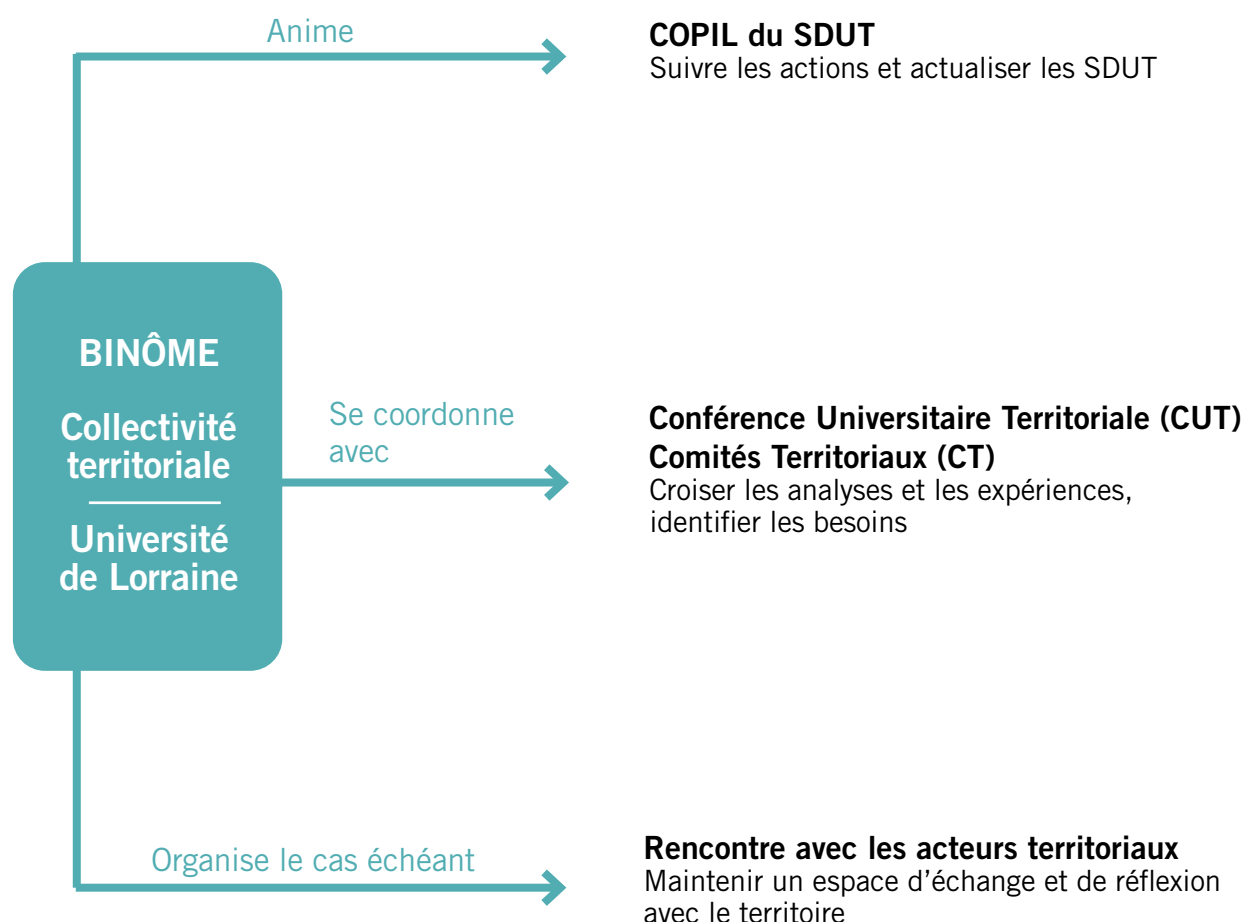 Anime
COPIL du SDUT
Suivre les actions et actualiser les SDUT
BINÔME
Collectivité
territoriale
Université
de Lorraine
Se coordonne
avec
Conférence Universitaire Territoriale (CUT)
Comités Territoriaux (CT)
Croiser les analyses et les expériences,
identifier les besoins
Organise le cas échéant
Rencontre avec les acteurs territoriaux
Maintenir un espace d’échange et de réflexion
avec le territoire